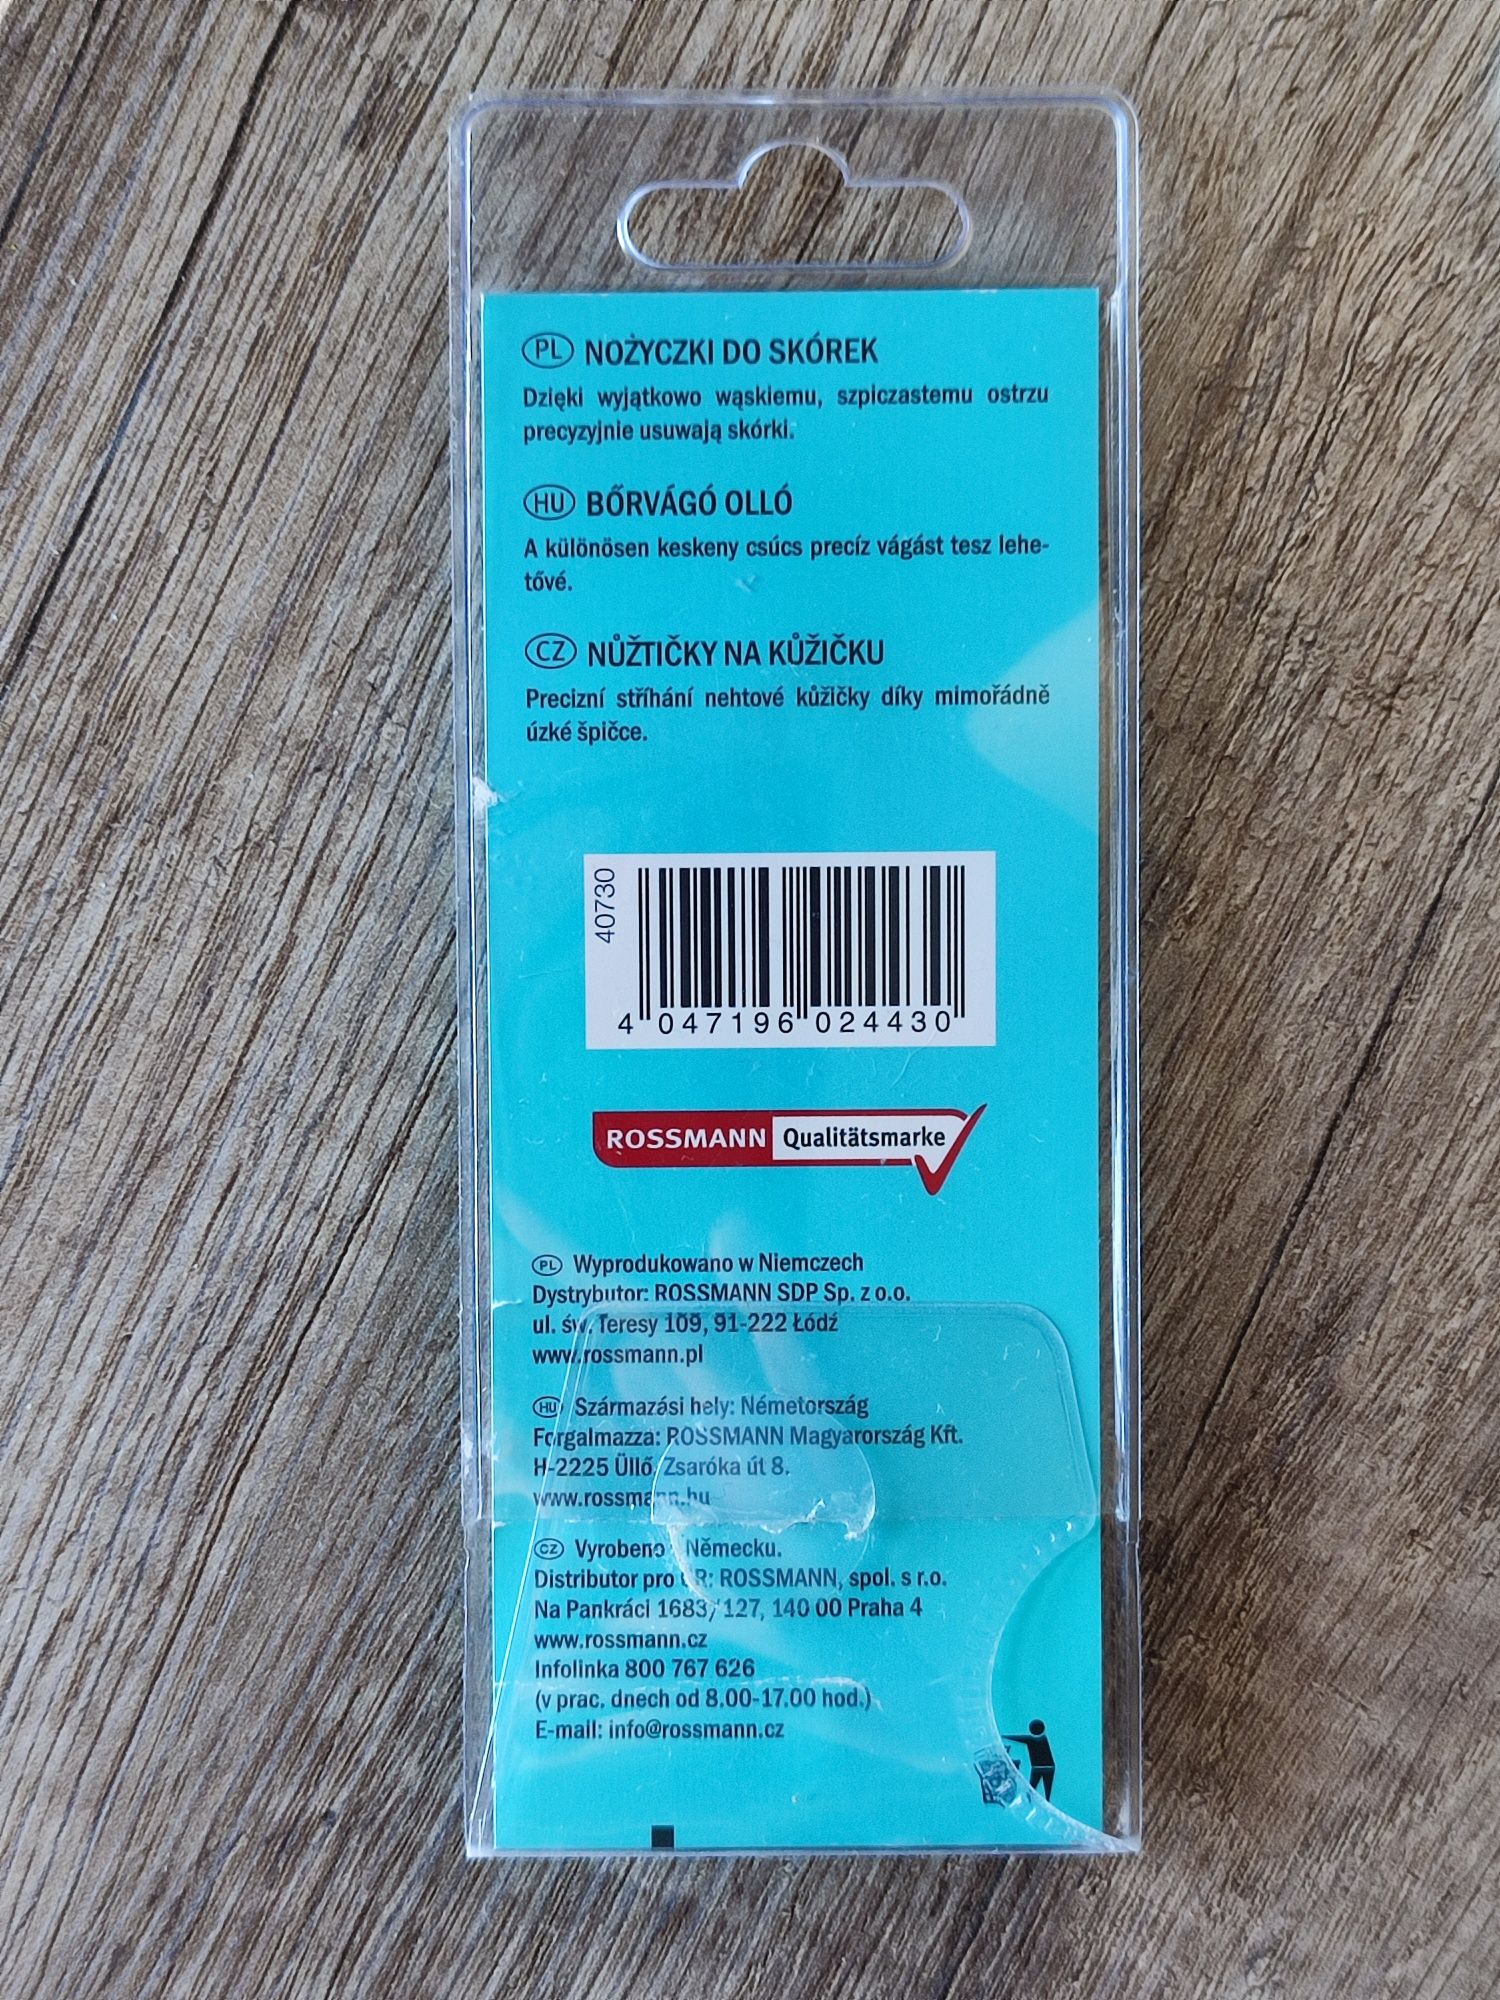 PL NOŻYCZKI DO SKÓREK
Dzięki wyjątkowo wąskiemu, szpiczastemu ostrzu
precyzyjnie usuwają skórki.
HU BŐRVÁGÓ OLLÓ
A különösen keskeny csúcs precíz vágást tesz lehe-
tővé.
CZ NŮŽTIČKY NA KŮŽIČKU
Precizní stříhání nehtové kůžičky díky mimořádně
úzké špičce.
40730
4 047196 024430
ROSSMANN Qualitätsmarke
PL Wyprodukowano w Niemczech
Dystrybutor: ROSSMANN SDP Sp. z o.o.
ul. św. Teresy 109, 91-222 Łódź
www.rossmann.pl
HU Származási hely: Németország
Forgalmazza: ROSSMANN Magyarország Kft.
H-2225 Üllő, Zsaróka út 8.
www.rossmann.hu
CZ Vyrobeno Německu.
Distributor pro ČR: ROSSMANN, spol. s r.o.
Na Pankráci 1683/127, 140 00 Praha 4
www.rossmann.cz
Infolinka 800 767 626
(v prac. dnech od 8.00-17.00 hod.)
E-mail: info@rossmann.cz